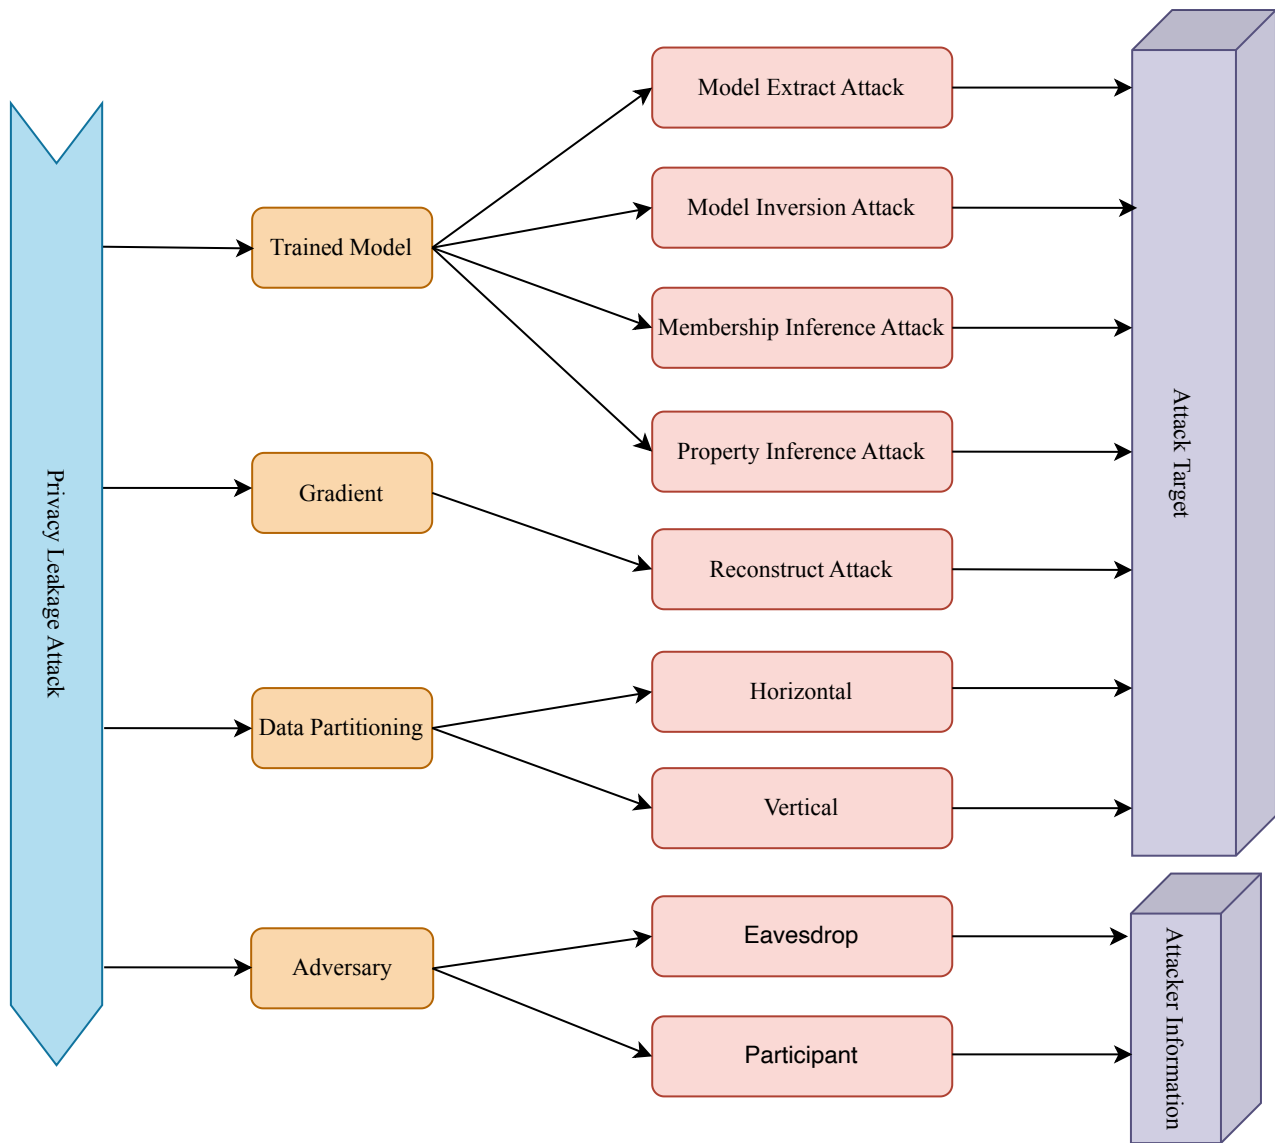 Privacy Leakage Attack
Trained Model
Gradient
Data Partitioning
Adversary
Model Extract Attack
Model Inversion Attack
Membership Inference Attack
Property Inference Attack
Reconstruct Attack
Horizontal
Vertical
Eavesdrop
Participant
Attack Target
Attacker Information